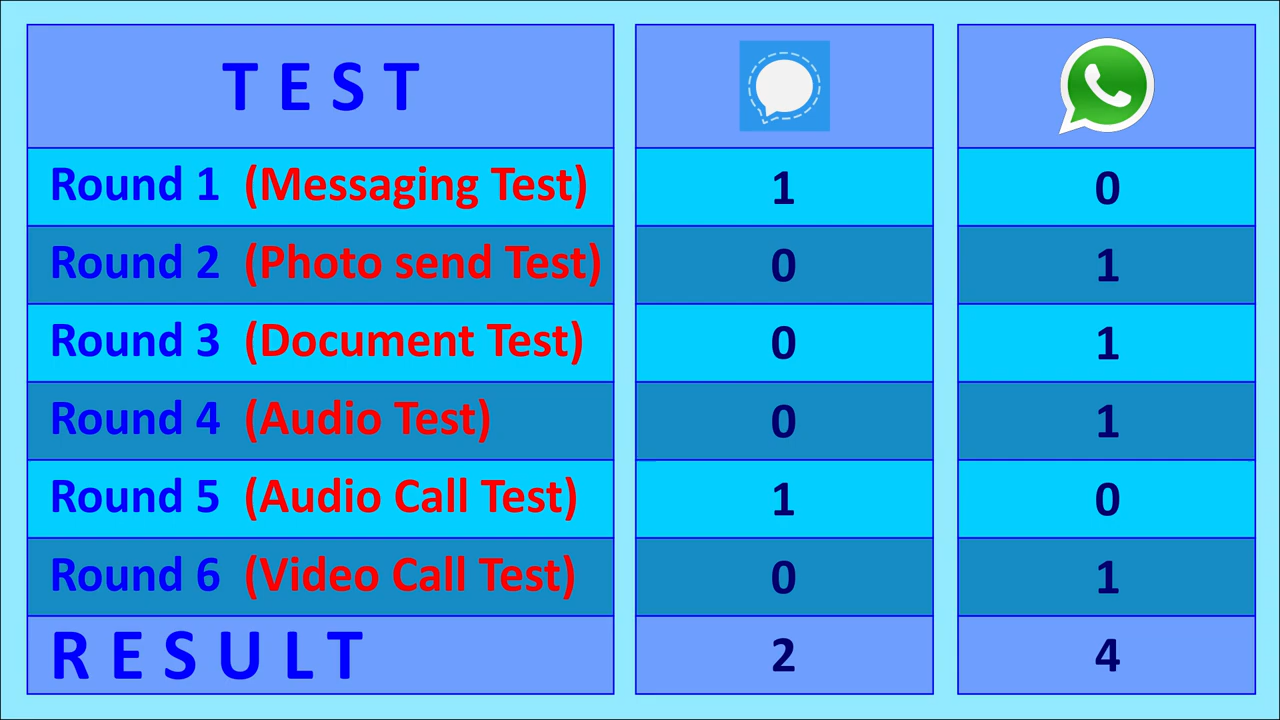 T E S T
Round 1 (Messaging Test) 1 0
Round 2 (Photo send Test) 0 1
Round 3 (Document Test) 0 1
Round 4 (Audio Test) 0 1
Round 5 (Audio Call Test) 1 0
Round 6 (Video Call Test) 0 1
R E S U L T 2 4